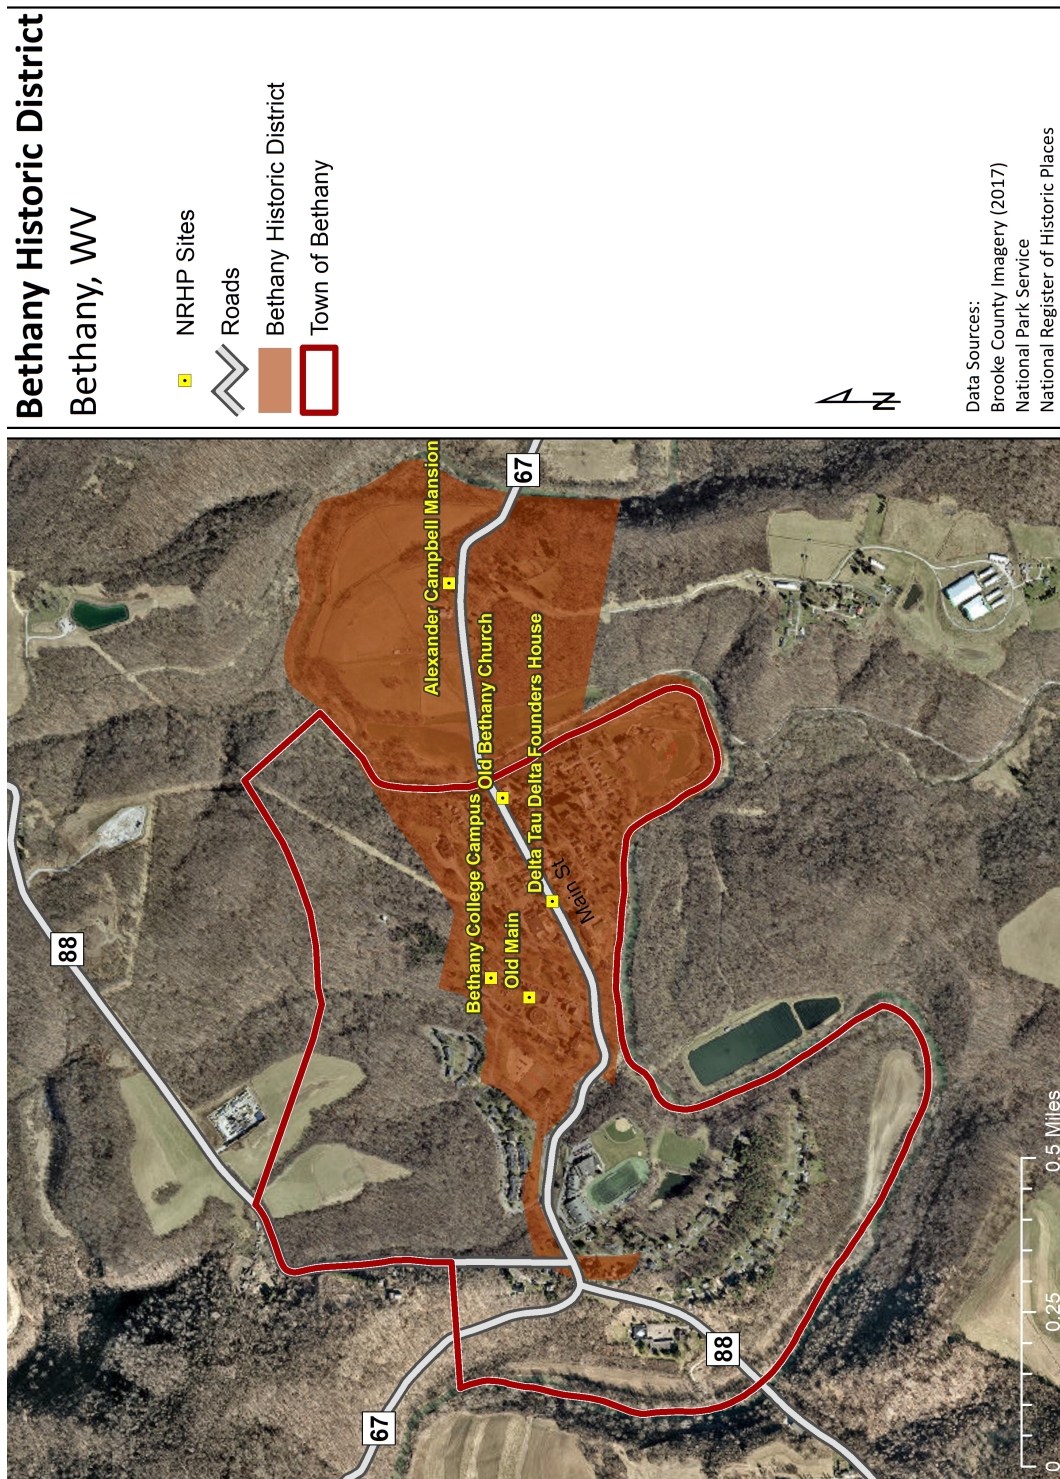 Bethany Historic District
Bethany, WV
NRHP Sites
Roads
Bethany Historic District
Town of Bethany
N
Data Sources:
Brooke County Imagery (2017)
National Park Service
National Register of Historic Places
88
67
Bethany College Campus
Old Main
Old Bethany Church
Alexander Campbell Mansion
Delta Tau Delta Founders House
Main St
67
88
0 0.25 0.5 Miles